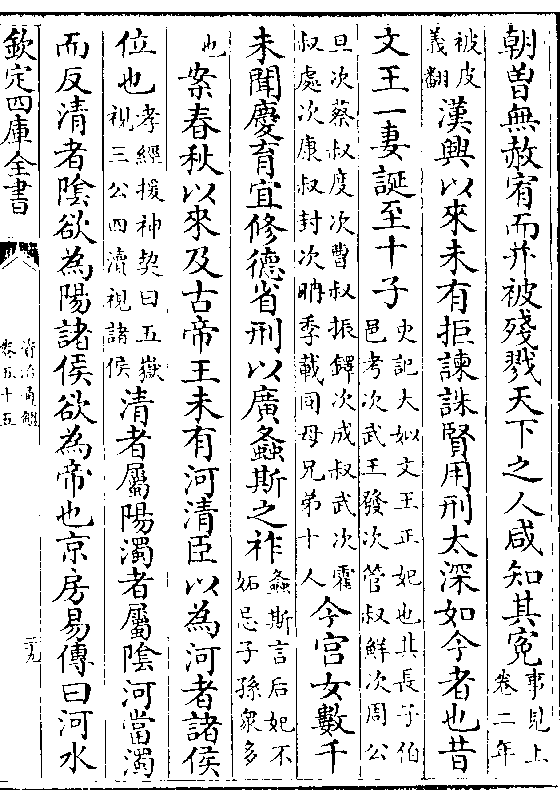 朝曽無赦宥而并被殘戮天下之人咸知其寃事見上卷二年
被皮義翻漢興以來未有拒諫誅賢用刑太深如今者也昔
文王一妻誕至十子史記大姒文王正妃也其長子伯邑考次武王發次管叔鮮次周公
旦次蔡叔度次曹叔振鐸次成叔武次霍叔處次康叔封次聃季載同母兄弟十人今宫女數千
未聞慶育宜修德省刑以廣螽斯之祚螽斯言后妃不妬忌子孫衆多
也案春秋以來及古帝王未有河清臣以為河者諸侯
位也孝經援神契曰五嶽視三公四瀆視諸侯清者屬陽濁者屬隂河當濁
而反清者隂欲為陽諸侯欲為帝也京房易傳曰河水
欽定四庫全書
資治通鑑
卷五十五
二九